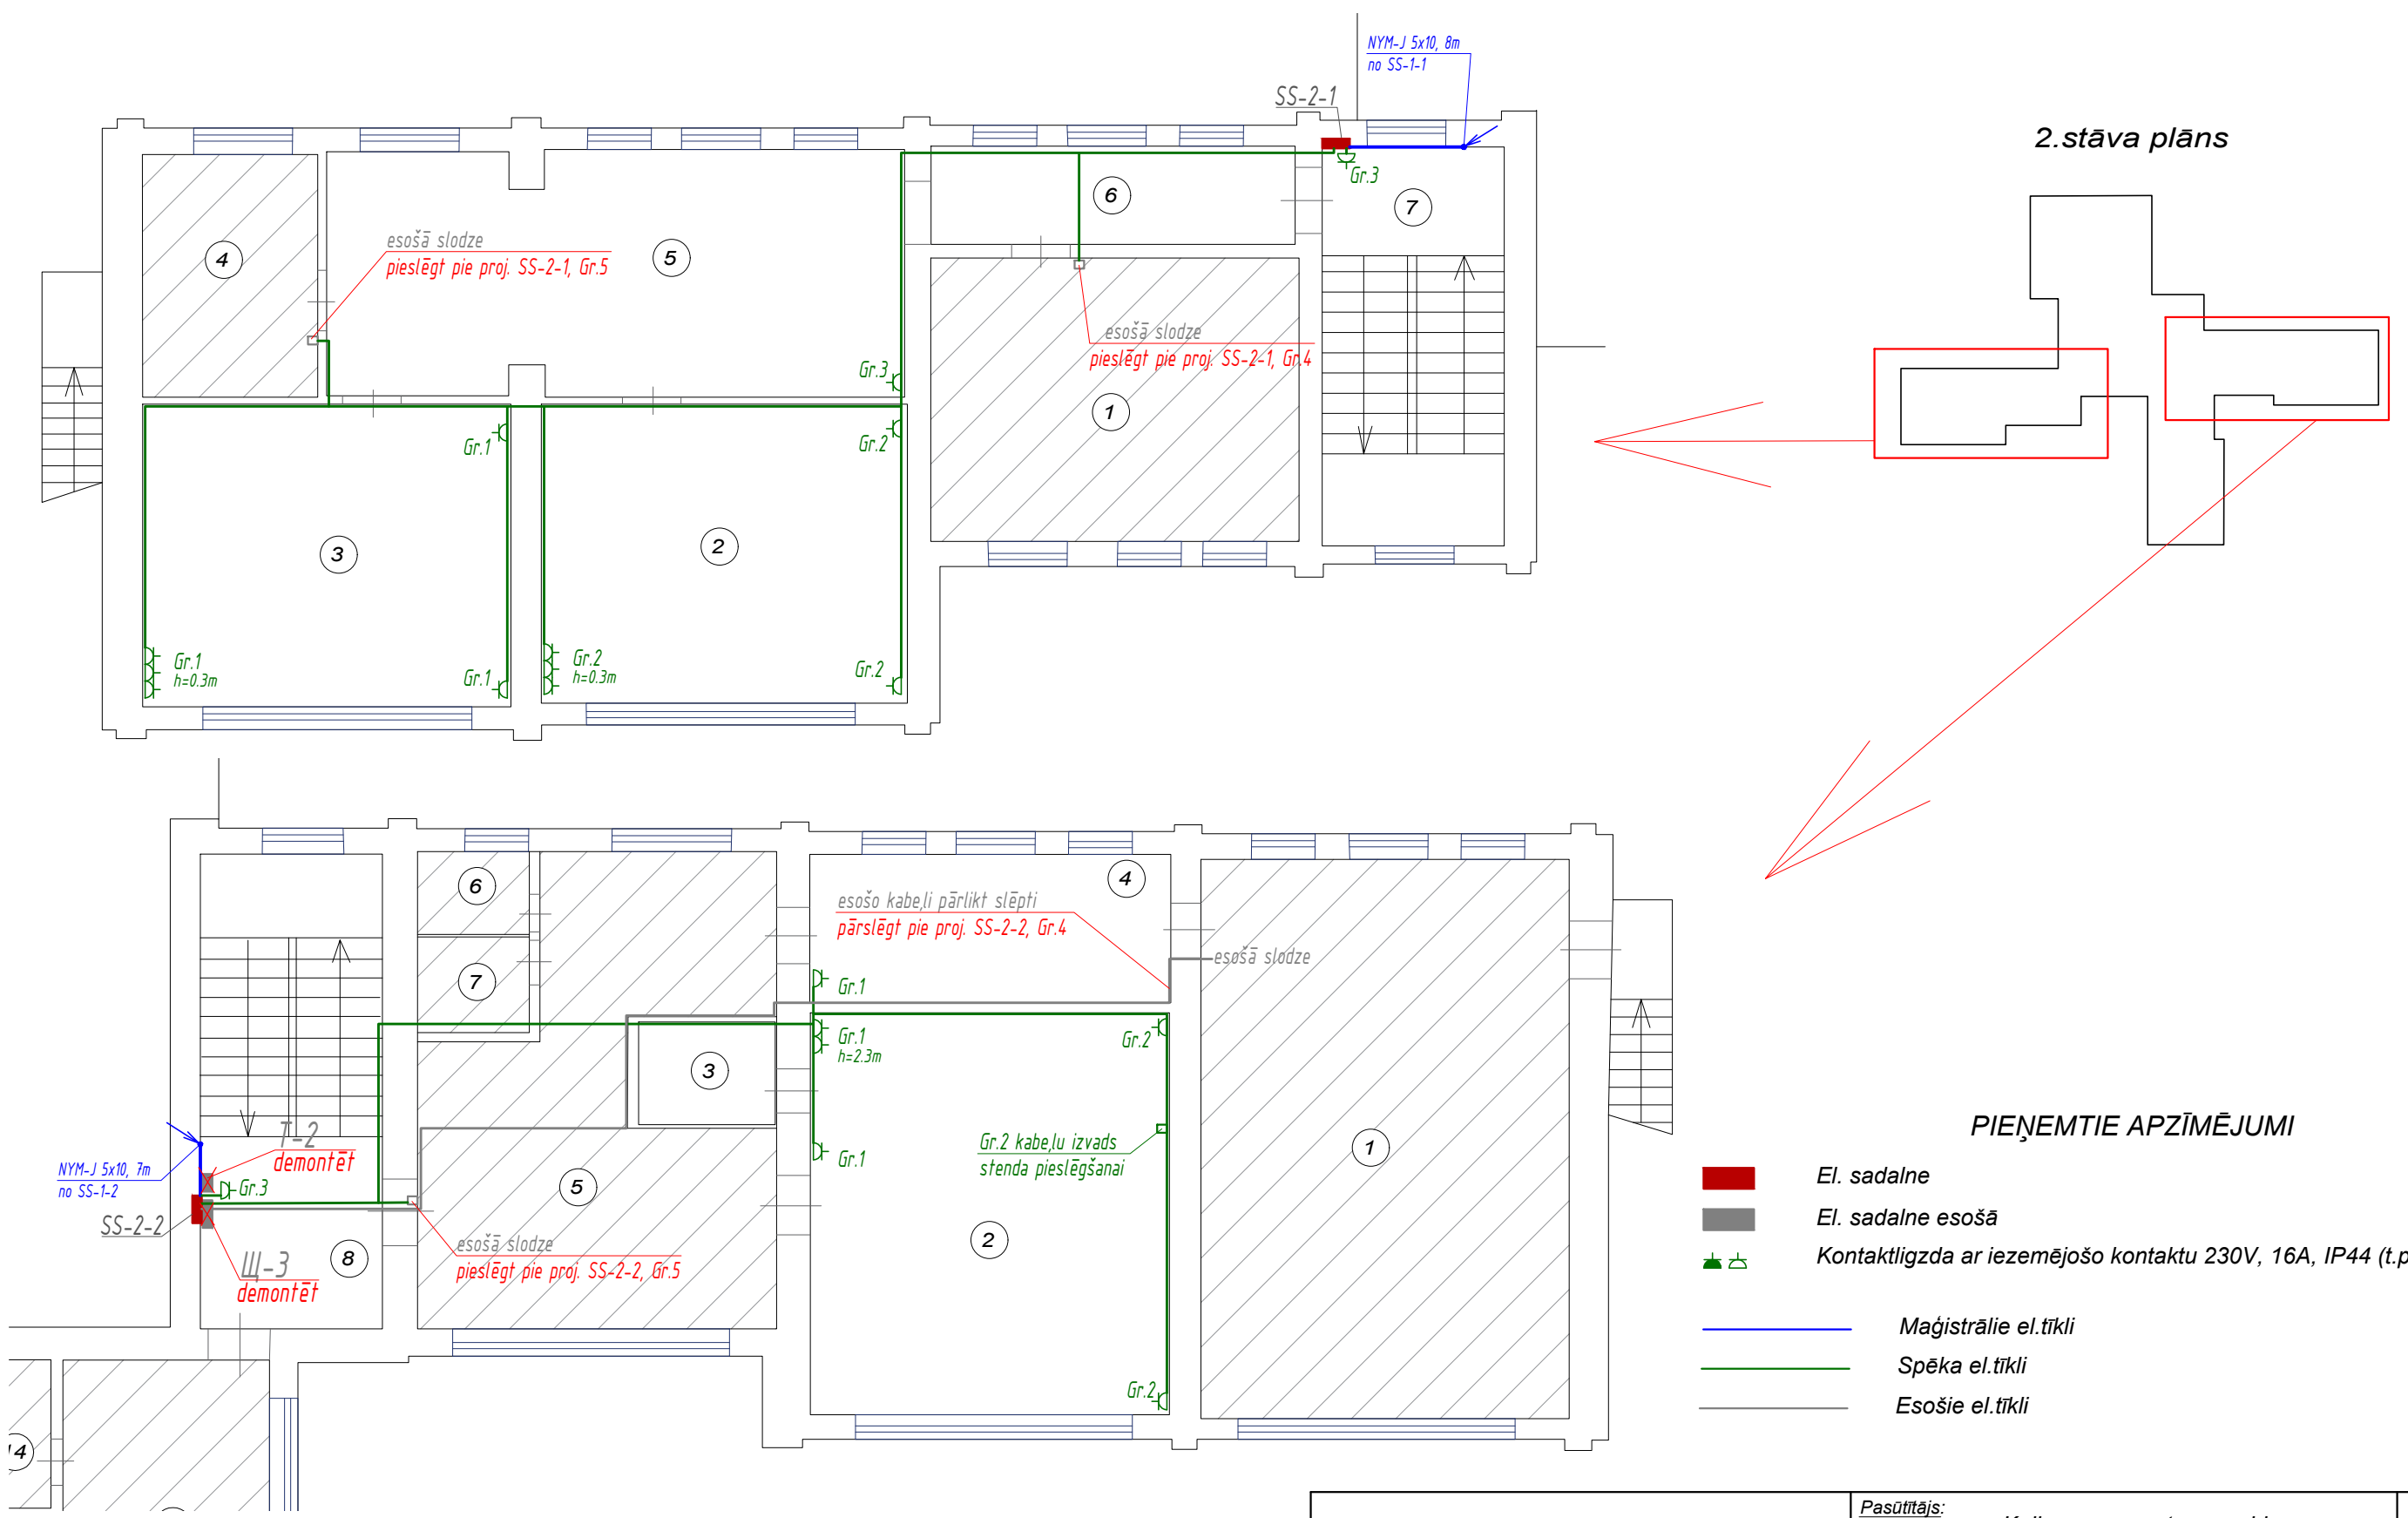 NYM-J 5x10, 8m
no SS-1-1
SS-2-1
2.stāva plāns
Gr.3
6
7
4
esošā slodze
pieslēgt pie proj. SS-2-1, Gr.5
5
esošā slodze
pieslēgt pie proj. SS-2-1, Gr.4
Gr.3
1
Gr.1
Gr.2
3
2
Gr.1
h=0.3m
Gr.1
Gr.2
h=0.3m
Gr.2
6
4
esošo kabeļi pārlikt slēpti
pārslēgt pie proj. SS-2-2, Gr.4
esošā slodze
7
Gr.1
Gr.1
h=2.3m
Gr.2
3
T-2
demontēt
NYM-J 5x10, 7m
no SS-1-2
Gr.3
Gr.1
Gr.2 kabeļu izvads
stenda pieslēgšanai
1
5
SS-2-2
2
8
esošā slodze
pieslēgt pie proj. SS-2-2, Gr.5
Щ-3
demontēt
Gr.2
14
PIEŅEMTIE APZĪMĒJUMI
El. sadalne
El. sadalne esošā
Kontaktligzda ar iezemējošo kontaktu 230V, 16A, IP44 (t.p
Maģistrālie el.tīkli
Spēka el.tīkli
Esošie el.tīkli
Pasūtītājs: